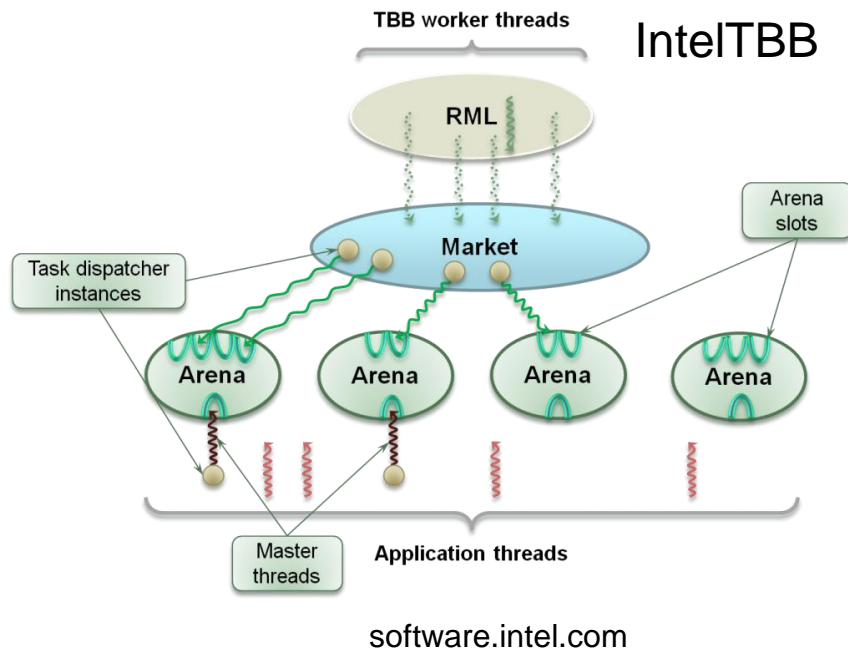 TBB worker threads
IntelTBB
RML
Arena
slots
Market
Task dispatcher
instances
Arena
Arena
Arena
Arena
Master
threads
Application threads
software.intel.com